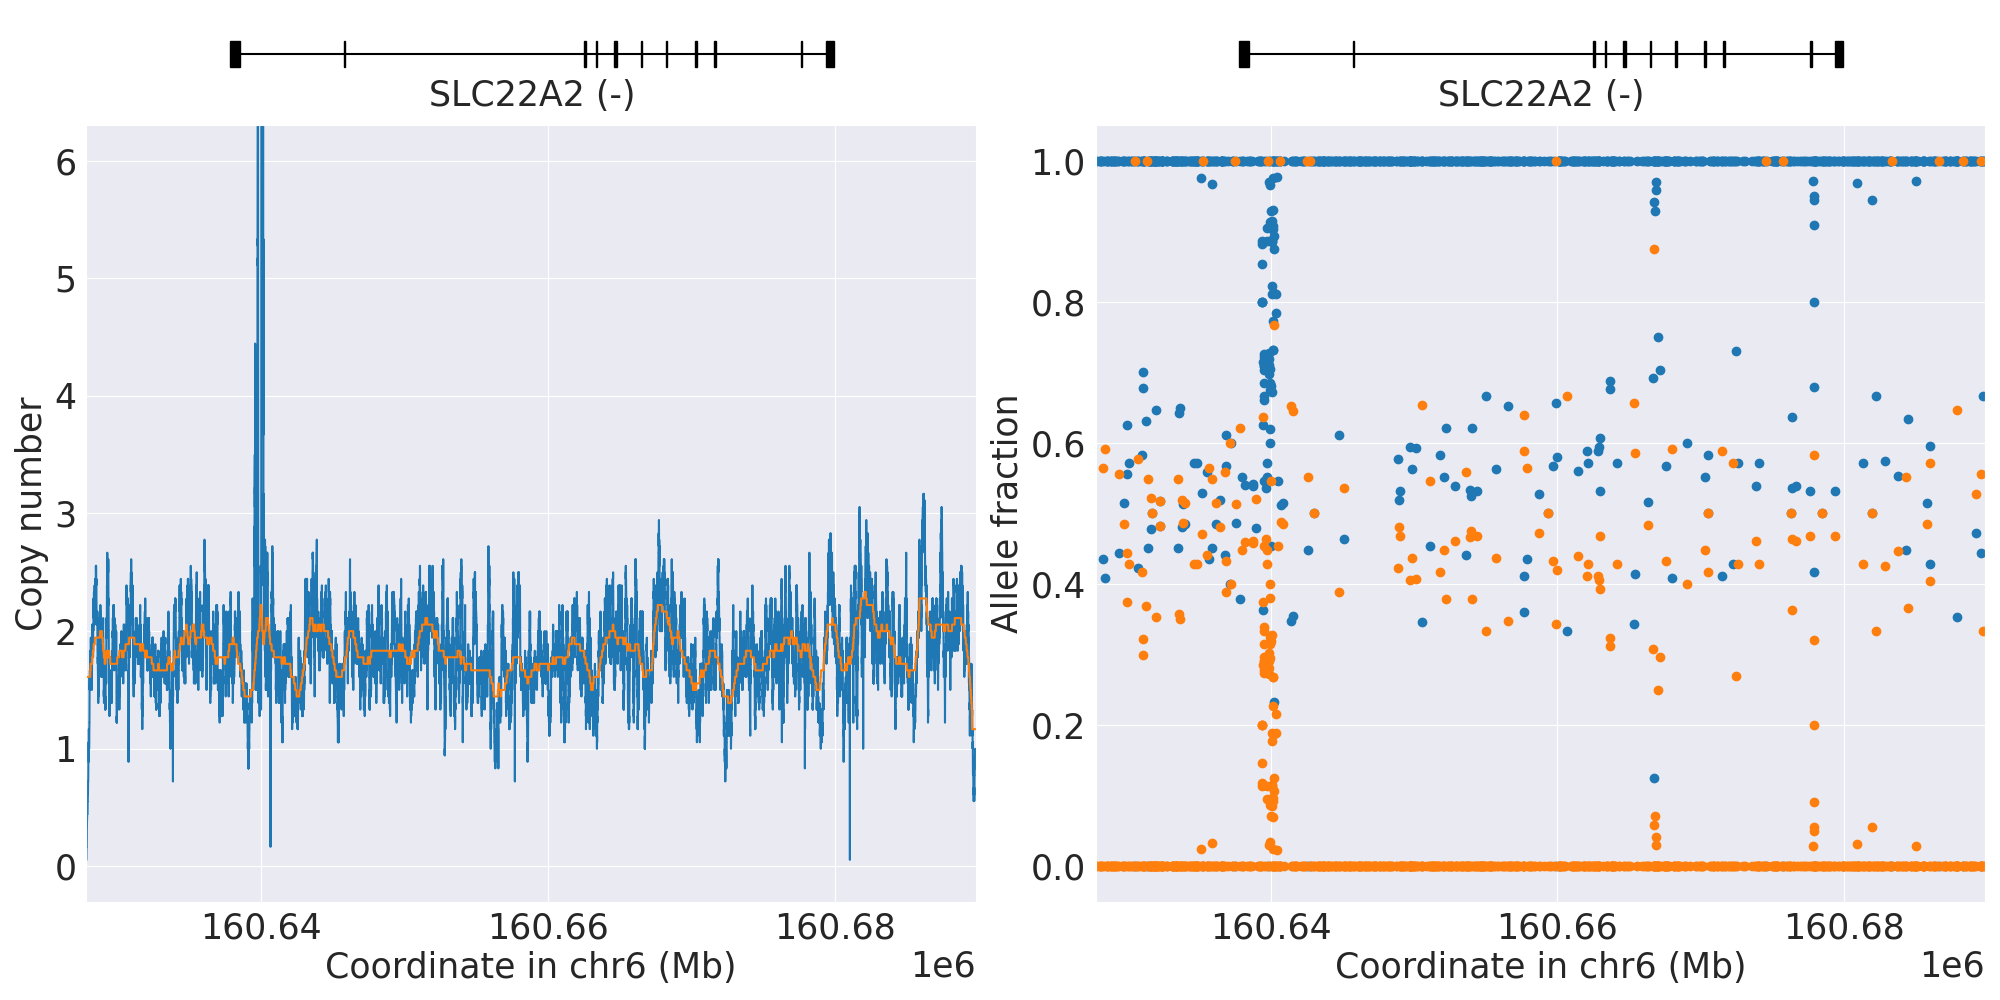 SLC22A2 (-)
6
5
4
3
2
1
0
Copy number
160.64
160.66
160.68
Coordinate in chr6 (Mb)
1e6
SLC22A2 (-)
1.0
0.8
0.6
0.4
0.2
0.0
Allele fraction
160.64
160.66
160.68
Coordinate in chr6 (Mb)
1e6